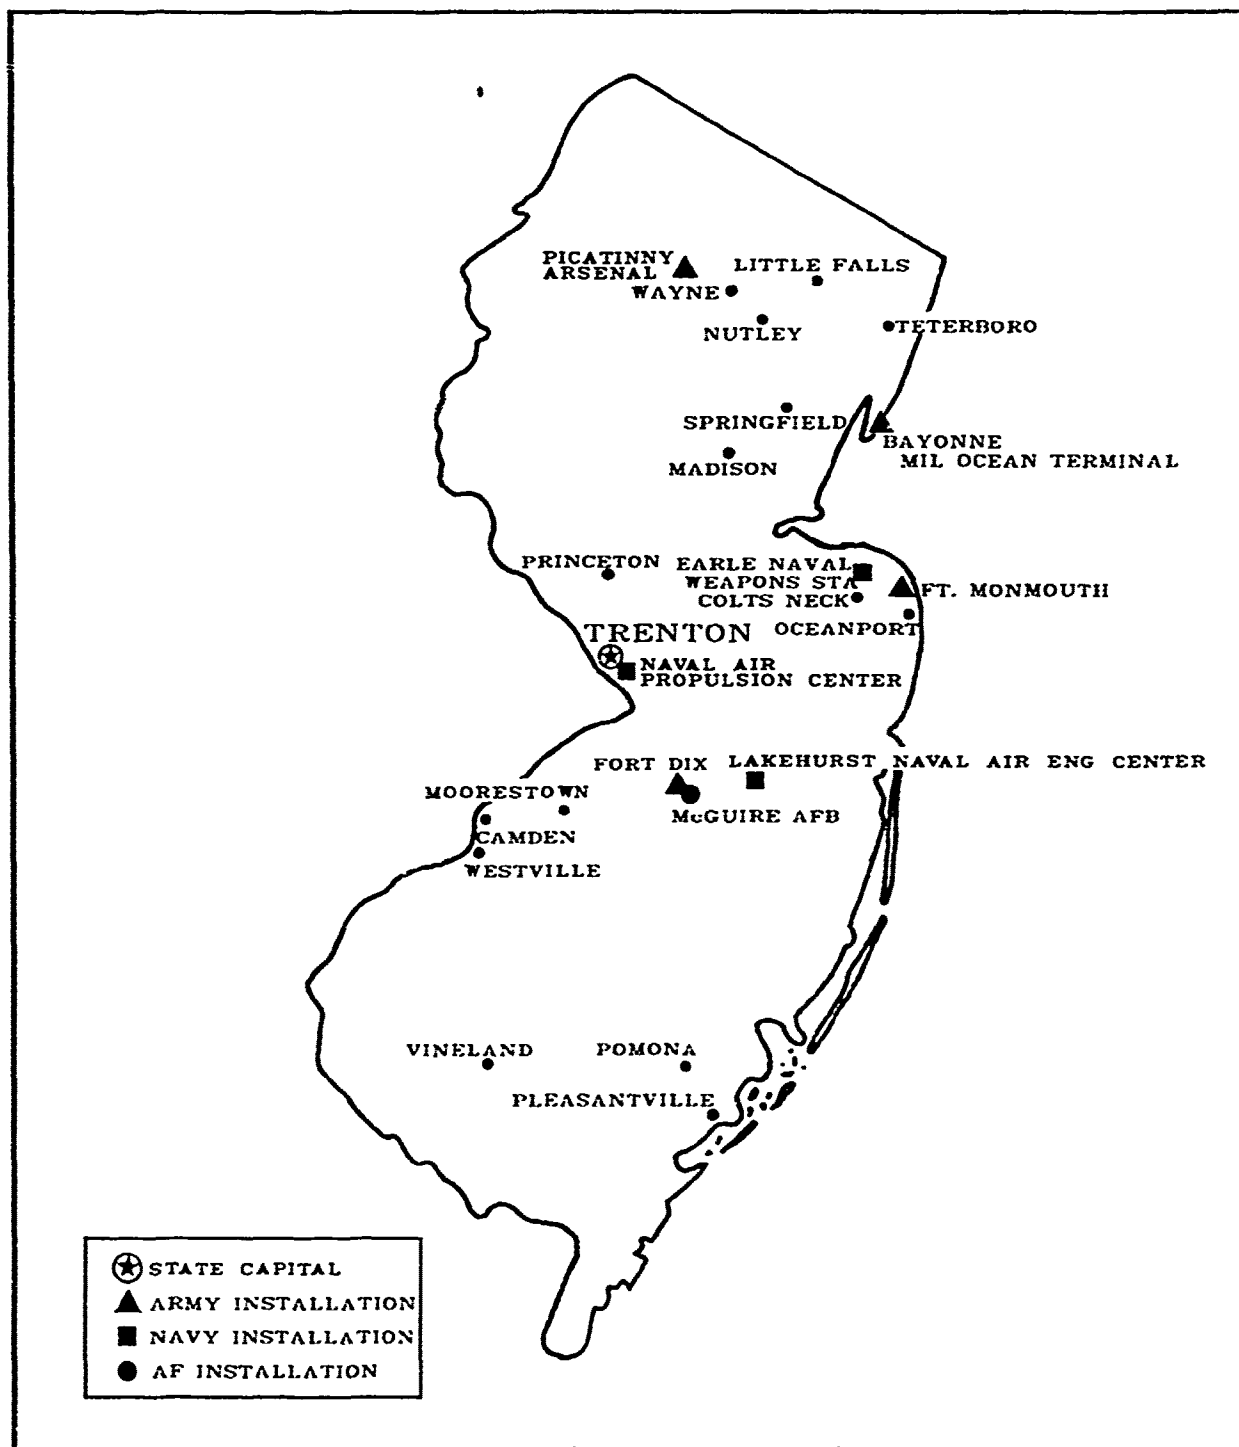 PICATINNY
ARSENAL
LITTLE FALLS
WAYNE
NUTLEY
TETERBORO
SPRINGFIELD
BAYONNE
MIL OCEAN TERMINAL
MADISON
PRINCETON
EARLE NAVAL
WEAPONS STA
COLTS NECK
FT. MONMOUTH
OCEANPORT
TRENTON
NAVAL AIR
PROPULSION CENTER
FORT DIX
LAKEHURST NAVAL AIR ENG CENTER
MOORESTOWN
McGUIRE AFB
CAMDEN
WESTVILLE
VINELAND
POMONA
PLEASANTVILLE
STATE CAPITAL
ARMY INSTALLATION
NAVY INSTALLATION
AF INSTALLATION